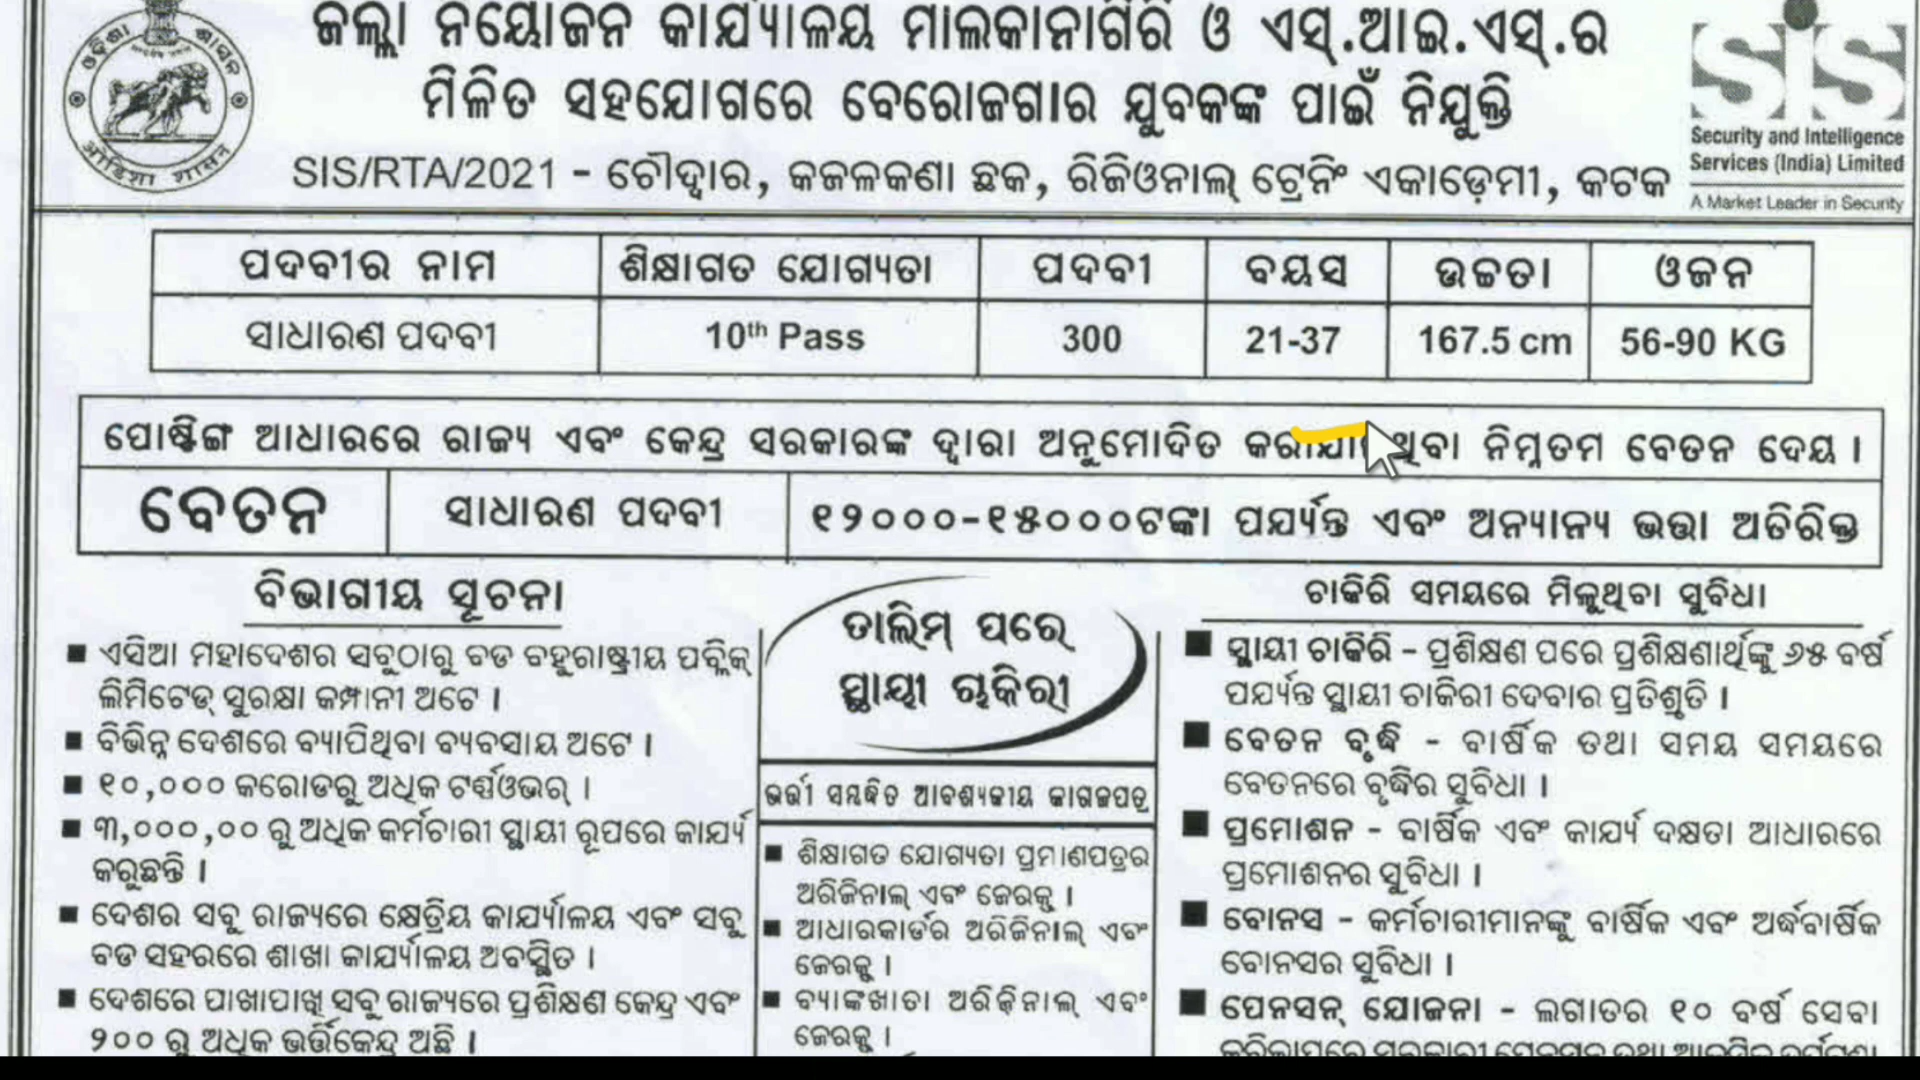 ଜିଲ୍ଲା ନିୟୋଜନ କାର୍ଯ୍ୟାଳୟ ମାଲକାନାଗିରି ଓ ଏସ୍.ଆଇ.ଏସ୍.ର
ମିଳିତ ସହଯୋଗରେ ବେରୋଜଗାର ଯୁବକଙ୍କ ପାଇଁ ନିଯୁକ୍ତି
SIS/RTA/2021 - ଚୌଦ୍ୱାର, କଜଳକଣା ଛକ, ରିଜିଓନାଲ୍ ଟ୍ରେନିଂ ଏକାଡ଼େମୀ, କଟକ
ଓଡ଼ିଶା ଶାସନ
ओडिशा शासन
SIS
Security and Intelligence
Services (India) Limited
A Market Leader in Security
ପଦବୀର ନାମ ଶିକ୍ଷାଗତ ଯୋଗ୍ୟତା ପଦବୀ ବୟସ ଉଚ୍ଚତା ଓଜନ
ସାଧାରଣ ପଦବୀ 10th Pass 300 21-37 167.5 cm 56-90 KG
ପୋଷ୍ଟିଙ୍ଗ ଆଧାରରେ ରାଜ୍ୟ ଏବଂ କେନ୍ଦ୍ର ସରକାରଙ୍କ ଦ୍ୱାରା ଅନୁମୋଦିତ ନିମ୍ନତମ ବେତନ ଦେୟ ।
ବେତନ ସାଧାରଣ ପଦବୀ ୧୨୦୦୦-୧୫୦୦୦ଟଙ୍କା ପର୍ଯ୍ୟନ୍ତ ଏବଂ ଅନ୍ୟାନ୍ୟ ଭତ୍ତା ଅତିରିକ୍ତ
ବିଭାଗୀୟ ସୂଚନା
■ ଏସିଆ ମହାଦେଶର ସବୁଠାରୁ ବଡ ବହୁରାଷ୍ଟ୍ରୀୟ ପବ୍ଲିକ୍
ଲିମିଟେଡ୍ ସୁରକ୍ଷା କମ୍ପାନୀ ଅଟେ ।
■ ବିଭିନ୍ନ ଦେଶରେ ବ୍ୟାପିଥିବା ବ୍ୟବସାୟ ଅଟେ ।
■ ୧୦,୦୦୦ କରୋଡରୁ ଅଧିକ ଟର୍ଣ୍ଣଓଭର୍ ।
■ ୩,୦୦୦,୦୦ ରୁ ଅଧିକ କର୍ମଚାରୀ ସ୍ଥାୟୀ ରୂପରେ କାର୍ଯ୍ୟ
କରୁଛନ୍ତି ।
■ ଦେଶର ସବୁ ରାଜ୍ୟରେ କ୍ଷେତ୍ରିୟ କାର୍ଯ୍ୟାଳୟ ଏବଂ ସବୁ
ବଡ ସହରରେ ଶାଖା କାର୍ଯ୍ୟାଳୟ ଅବସ୍ଥିତ ।
■ ଦେଶରେ ପାଖାପାଖି ସବୁ ରାଜ୍ୟରେ ପ୍ରଶିକ୍ଷଣ କେନ୍ଦ୍ର ଏବଂ
୨୦୦ ରୁ ଅଧିକ ଭର୍ତ୍ତିକେନ୍ଦ୍ର ଅଛି ।
ତାଲିମ୍ ପରେ
ସ୍ଥାୟୀ ଚାକିରୀ
ଭର୍ତ୍ତୀ ସମ୍ବନ୍ଧିତ ଆବଶ୍ୟକୀୟ କାଗଜପତ୍ର
■ ଶିକ୍ଷାଗତ ଯୋଗ୍ୟତା ପ୍ରମାଣପତ୍ରର
ଅରିଜିନାଲ୍ ଏବଂ ଜେରକ୍ସ ।
■ ଆଧାରକାର୍ଡର ଅରିଜିନାଲ୍ ଏବଂ
ଜେରକ୍ସ ।
■ ବ୍ୟାଙ୍କଖାତା ଅରିଜିନାଲ୍ ଏବଂ
ଜେରକ୍ସ ।
ଚାକିରି ସମୟରେ ମିଳୁଥିବା ସୁବିଧା
■ ସ୍ଥାୟୀ ଚାକିରି - ପ୍ରଶିକ୍ଷଣ ପରେ ପ୍ରଶିକ୍ଷଣାର୍ଥିଙ୍କୁ ୬୫ ବର୍ଷ
ପର୍ଯ୍ୟନ୍ତ ସ୍ଥାୟୀ ଚାକିରୀ ଦେବାର ପ୍ରତିଶୃତି ।
■ ବେତନ ବୃଦ୍ଧି - ବାର୍ଷିକ ତଥା ସମୟ ସମୟରେ
ବେତନରେ ବୃଦ୍ଧିର ସୁବିଧା ।
■ ପ୍ରମୋଶନ - ବାର୍ଷିକ ଏବଂ କାର୍ଯ୍ୟ ଦକ୍ଷତା ଆଧାରରେ
ପ୍ରମୋଶନର ସୁବିଧା ।
■ ବୋନସ - କର୍ମଚାରୀମାନଙ୍କୁ ବାର୍ଷିକ ଏବଂ ଅର୍ଦ୍ଧବାର୍ଷିକ
ବୋନସର ସୁବିଧା ।
■ ପେନସନ୍ ଯୋଜନା - ଲଗାତର ୧୦ ବର୍ଷ ସେବା